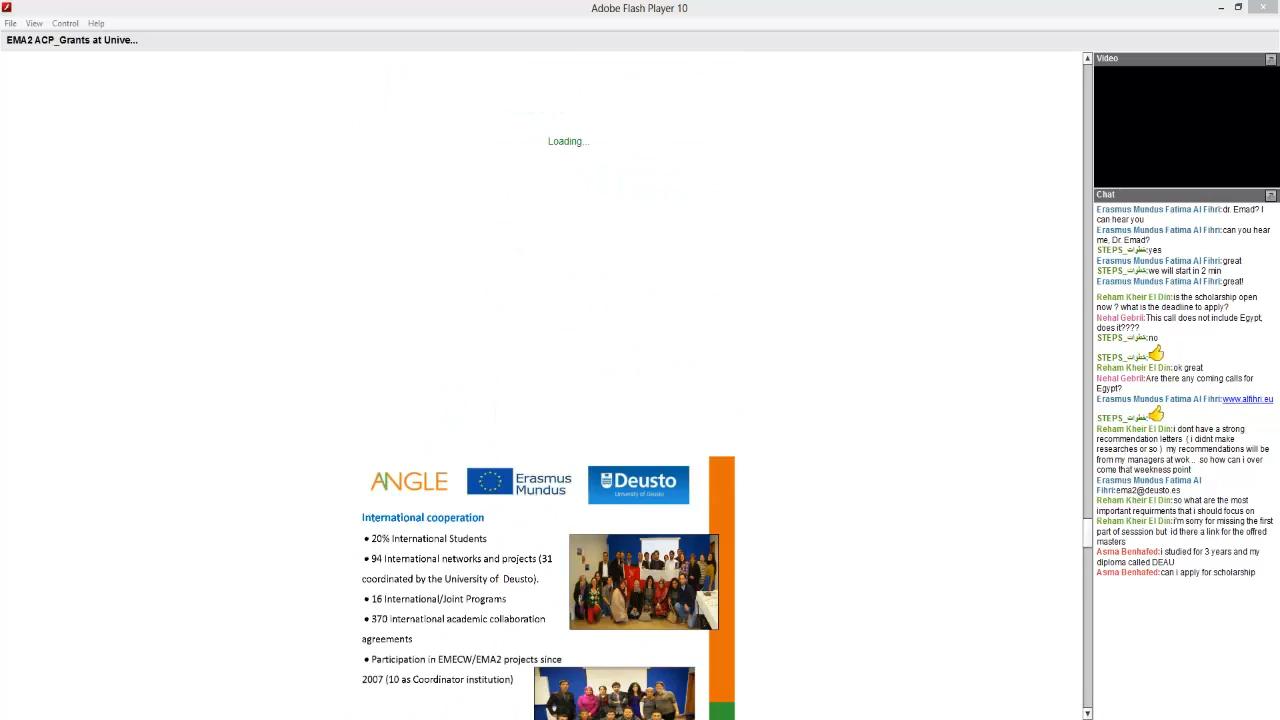 Adobe Flash Player 10
File View Control Help
EMA2 ACP_Grants at Unive...
Loading...
ANGLE
Erasmus
Mundus
Deusto
University of Deusto
International cooperation
• 20% International Students
• 94 International networks and projects (31
coordinated by the University of Deusto).
• 16 International/Joint Programs
• 370 international academic collaboration
agreements
• Participation in EMECW/EMA2 projects since
2007 (10 as Coordinator institution)
Video
Chat
Erasmus Mundus Fatima Al Fihri:dr. Emad? I
can hear you
Erasmus Mundus Fatima Al Fihri:can you hear
me, Dr. Emad?
STEPS_خطوات:yes
Erasmus Mundus Fatima Al Fihri:great
STEPS_خطوات:we will start in 2 min
Erasmus Mundus Fatima Al Fihri:great!
Reham Kheir El Din:is the scholarship open
now ? what is the deadline to apply?
Nehal Gebril:This call does not include Egypt,
does it????
STEPS_خطوات:no
STEPS_خطوات:
Reham Kheir El Din:ok great
Nehal Gebril:Are there any coming calls for
Egypt?
Erasmus Mundus Fatima Al Fihri:www.alfihri.eu
STEPS_خطوات:
Reham Kheir El Din:i dont have a strong
recommendation letters ( i didnt make
researches or so ) my recommendations will be
from my managers at wok .. so how can i over
come that weekness point
Erasmus Mundus Fatima Al
Fihri:ema2@deusto.es
Reham Kheir El Din:so what are the most
important requirments that i should focus on
Reham Kheir El Din:i'm sorry for missing the first
part of sesssion but id there a link for the offred
masters
Asma Benhafed:i studied for 3 years and my
diploma called DEAU
Asma Benhafed:can i apply for scholarship